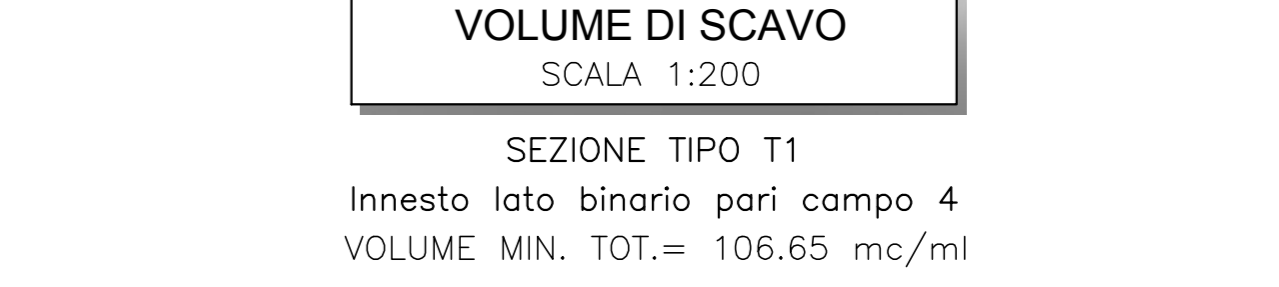 VOLUME DI SCAVO
SCALA 1:200
SEZIONE TIPO T1
Innesto lato binario pari campo 4
VOLUME MIN. TOT.= 106.65 mc/ml